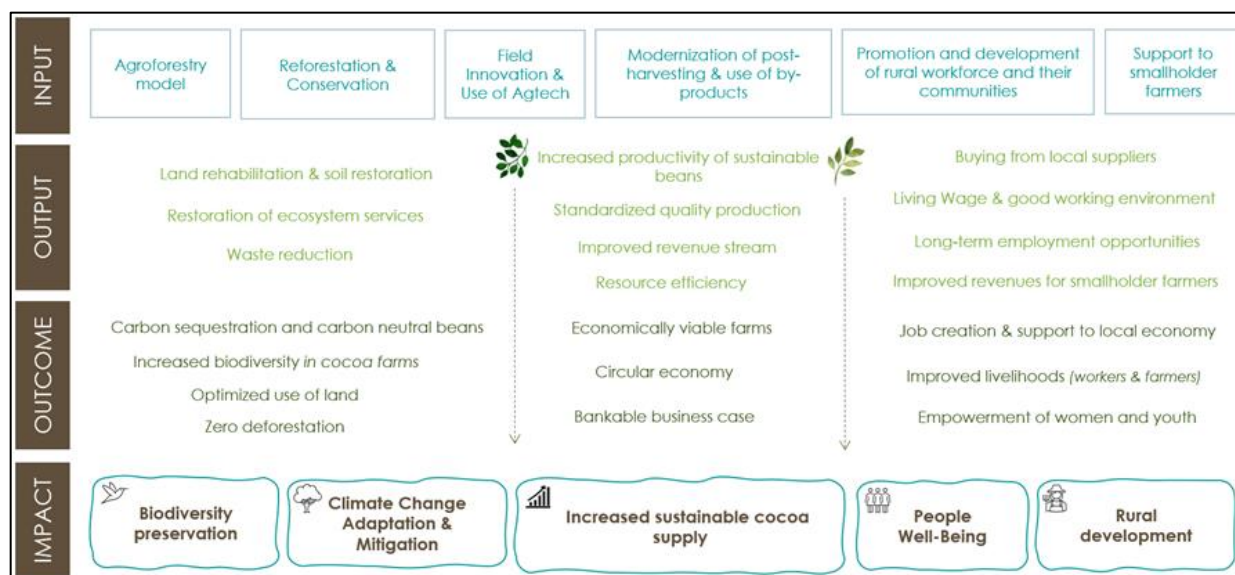 INPUT
Agroforestry
model
Reforestation &
Conservation
Field
Innovation &
Use of Agtech
Modernization of post-
harvesting & use of by-
products
Promotion and development
of rural workforce and their
communities
Support to
smallholder
farmers
OUTPUT
Land rehabilitation & soil restoration
Restoration of ecosystem services
Waste reduction
Increased productivity of sustainable
beans
Standardized quality production
Improved revenue stream
Resource efficiency
Buying from local suppliers
Living Wage & good working environment
Long-term employment opportunities
Improved revenues for smallholder farmers
OUTCOME
Carbon sequestration and carbon neutral beans
Increased biodiversity in cocoa farms
Optimized use of land
Zero deforestation
Economically viable farms
Circular economy
Bankable business case
Job creation & support to local economy
Improved livelihoods (workers & farmers)
Empowerment of women and youth
IMPACT
Biodiversity
preservation
Climate Change
Adaptation &
Mitigation
Increased sustainable cocoa
supply
People
Well-Being
Rural
development